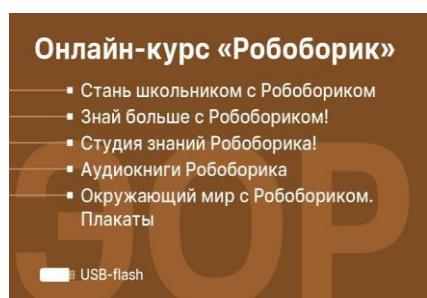 Онлайн-курс «Робоборик»
▪ Стань школьником с Робобориком
▪ Знай больше с Робобориком!
▪ Студия знаний Робоборика!
▪ Аудиокниги Робоборика
▪ Окружающий мир с Робобориком.
Плакаты
ЭОР
USB-flash